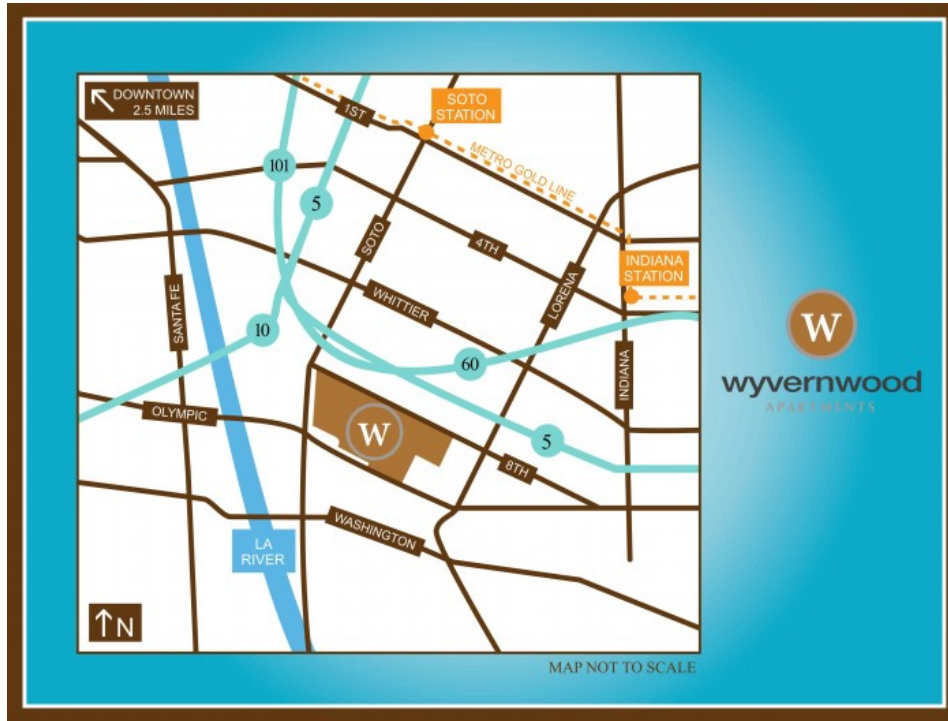 DOWNTOWN
2.5 MILES
1ST
SOTO
STATION
METRO GOLD LINE
101
5
SOTO
4TH
INDIANA
STATION
LORENA
WHITTIER
SANTA FE
10
60
INDIANA
W
wyvernwood
APARTMENTS
OLYMPIC
W
5
8TH
WASHINGTON
LA
RIVER
N
MAP NOT TO SCALE